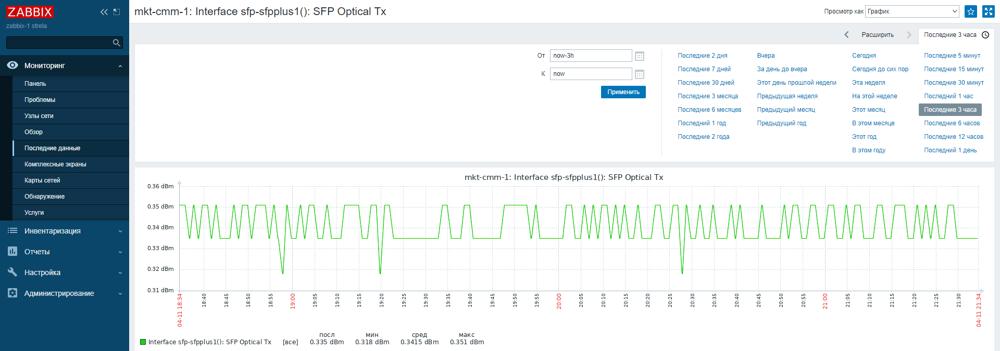 ZABBIX
zabbix-1 strela
Мониторинг
Панель
Проблемы
Узлы сети
Обзор
Последние данные
Комплексные экраны
Карты сетей
Обнаружение
Услуги
Инвентаризация
Отчеты
Настройка
Администрирование
mkt-cmm-1: Interface sfp-sfpplus1(): SFP Optical Tx
Просмотр как График
Расширить Последние 3 часа
От now-3h
К now
Применить
Последние 2 дня Вчера Сегодня Последние 5 минут
Последние 7 дней За день до вчера Сегодня до сих пор Последние 15 минут
Последние 30 дней Этот день прошлой недели Эта неделя Последние 30 минут
Последние 3 месяца Предыдущая неделя На этой неделе Последний 1 час
Последние 6 месяцев Предыдущий месяц Этот месяц Последние 3 часа
Последний 1 год Предыдущий год В этом месяце Последние 6 часов
Последние 2 года Этот год Последние 12 часов
В этом году Последний 1 день
mkt-cmm-1: Interface sfp-sfpplus1(): SFP Optical Tx
0.36 dBm
0.35 dBm
0.34 dBm
0.33 dBm
0.32 dBm
0.31 dBm
04-11 18:34 18:40 18:45 18:50 18:55 19:00 19:05 19:10 19:15 19:20 19:25 19:30 19:35 19:40 19:45 19:50 19:55 20:00 20:05 20:10 20:15 20:20 20:25 20:30 20:35 20:40 20:45 20:50 20:55 21:00 21:05 21:10 21:15 21:20 21:25 21:30 04-11 21:34
посл мин сред макс
Interface sfp-sfpplus1(): SFP Optical Tx [все] 0.335 dBm 0.318 dBm 0.3415 dBm 0.351 dBm